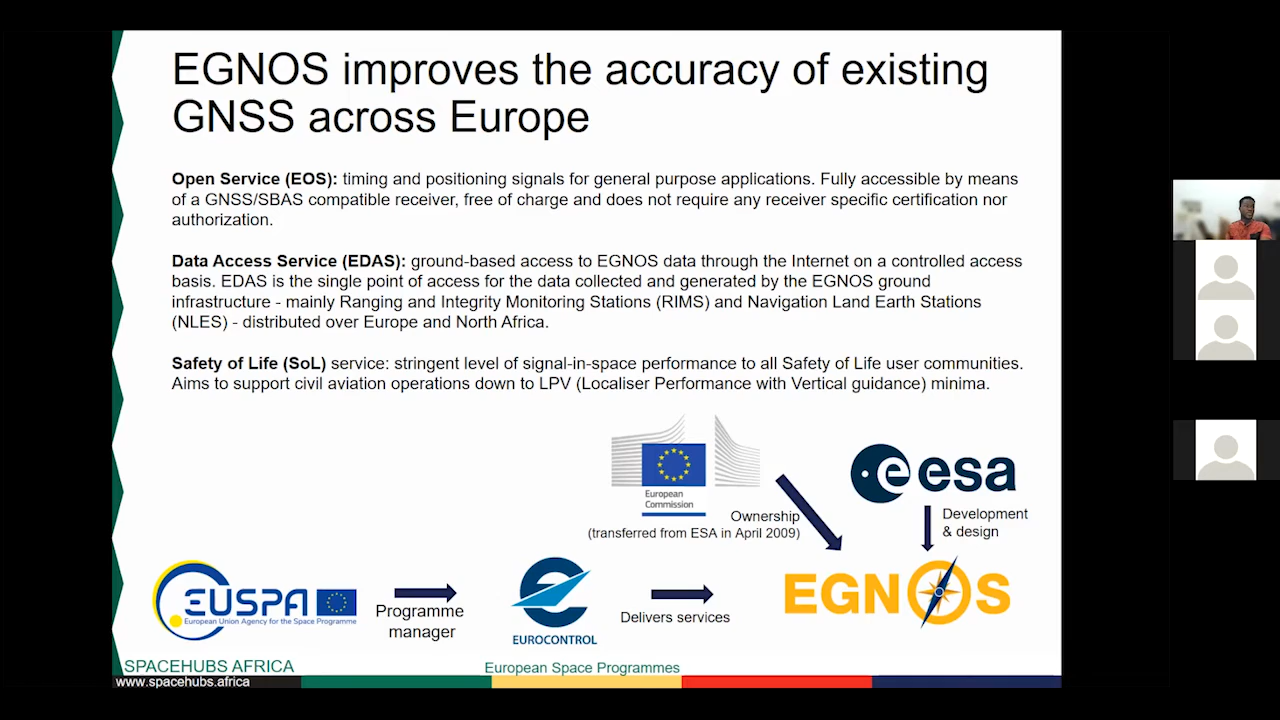 EGNOS improves the accuracy of existing
GNSS across Europe
Open Service (EOS): timing and positioning signals for general purpose applications. Fully accessible by means
of a GNSS/SBAS compatible receiver, free of charge and does not require any receiver specific certification nor
authorization.
Data Access Service (EDAS): ground-based access to EGNOS data through the Internet on a controlled access
basis. EDAS is the single point of access for the data collected and generated by the EGNOS ground
infrastructure - mainly Ranging and Integrity Monitoring Stations (RIMS) and Navigation Land Earth Stations
(NLES) - distributed over Europe and North Africa.
Safety of Life (SoL) service: stringent level of signal-in-space performance to all Safety of Life user communities.
Aims to support civil aviation operations down to LPV (Localiser Performance with Vertical guidance) minima.
European
Commission
esa
Ownership
(transferred from ESA in April 2009)
Development
& design
EUSPA
European Union Agency for the Space Programme
Programme
manager
EUROCONTROL
Delivers services
EGNOS
SPACEHUBS AFRICA
European Space Programmes
www.spacehubs.africa